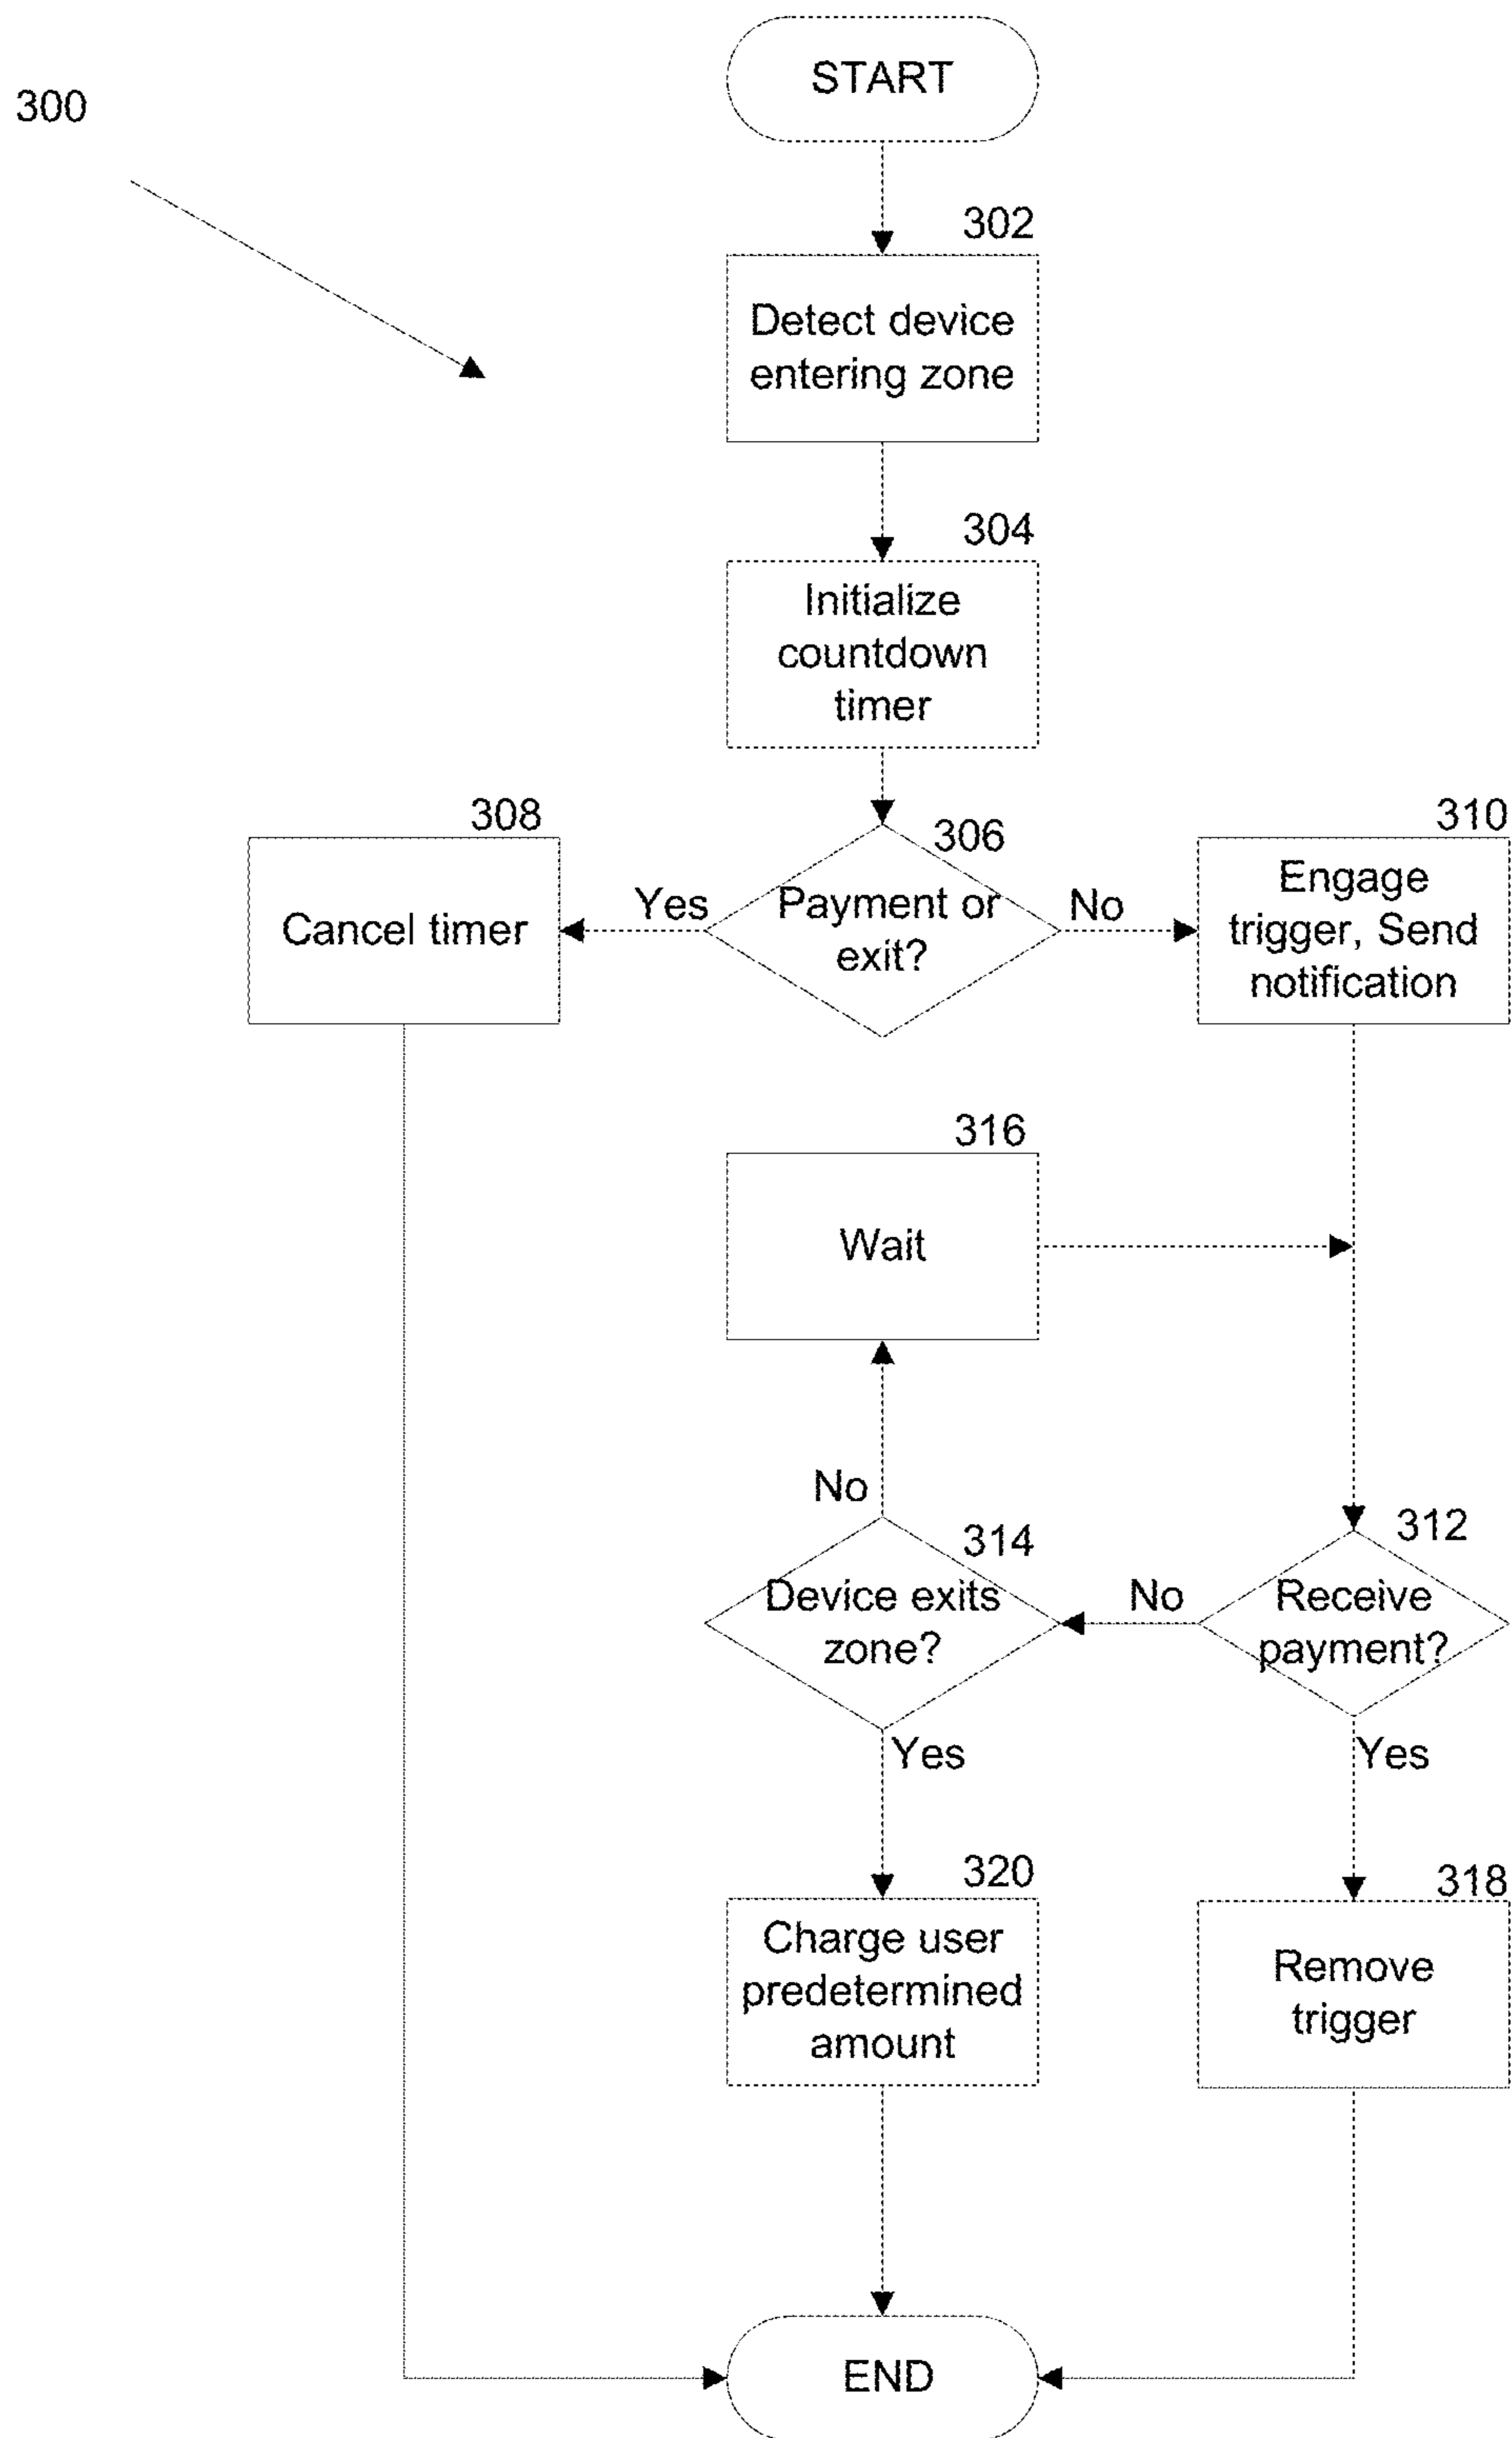 START
300
302
Detect device
entering zone
304
Initialize
countdown
timer
308
Cancel timer
Yes
306
Payment or
exit?
No
310
Engage
trigger, Send
notification
316
Wait
No
314
Device exits
zone?
No
312
Receive
payment?
Yes
Yes
320
Charge user
predetermined
amount
318
Remove
trigger
END